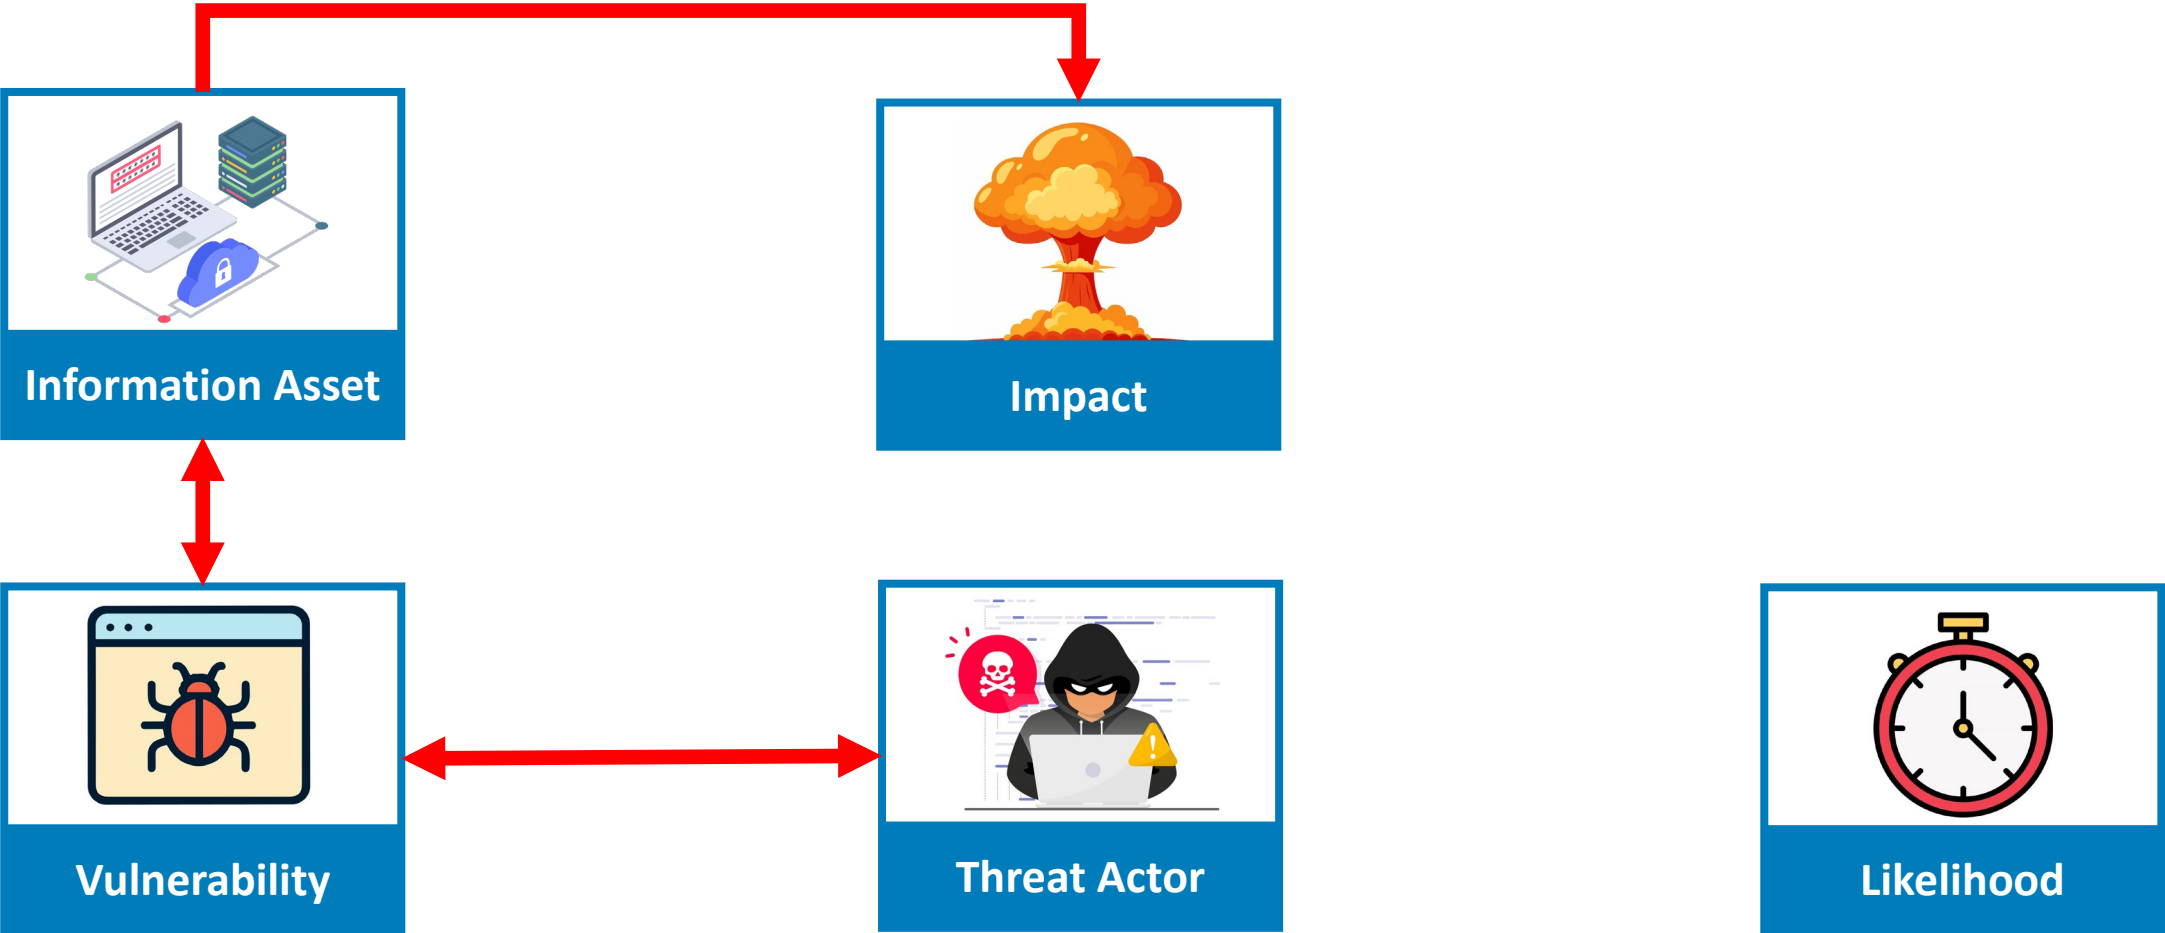 Information Asset
Impact
Vulnerability
Threat Actor
Likelihood